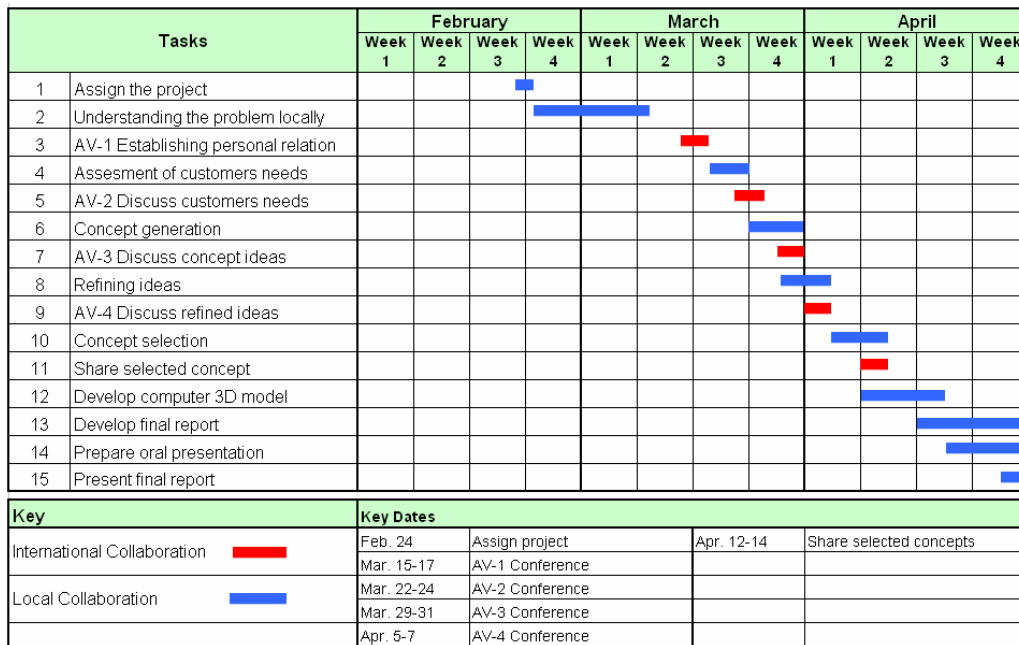 Tasks February March April
Week 1 Week 2 Week 3 Week 4 Week 1 Week 2 Week 3 Week 4 Week 1 Week 2 Week 3 Week 4
1 Assign the project
2 Understanding the problem locally
3 AV-1 Establishing personal relation
4 Assesment of customers needs
5 AV-2 Discuss customers needs
6 Concept generation
7 AV-3 Discuss concept ideas
8 Refining ideas
9 AV-4 Discuss refined ideas
10 Concept selection
11 Share selected concept
12 Develop computer 3D model
13 Develop final report
14 Prepare oral presentation
15 Present final report
Key
International Collaboration
Local Collaboration
Key Dates
Feb. 24 Assign project Apr. 12-14 Share selected concepts
Mar. 15-17 AV-1 Conference
Mar. 22-24 AV-2 Conference
Mar. 29-31 AV-3 Conference
Apr. 5-7 AV-4 Conference